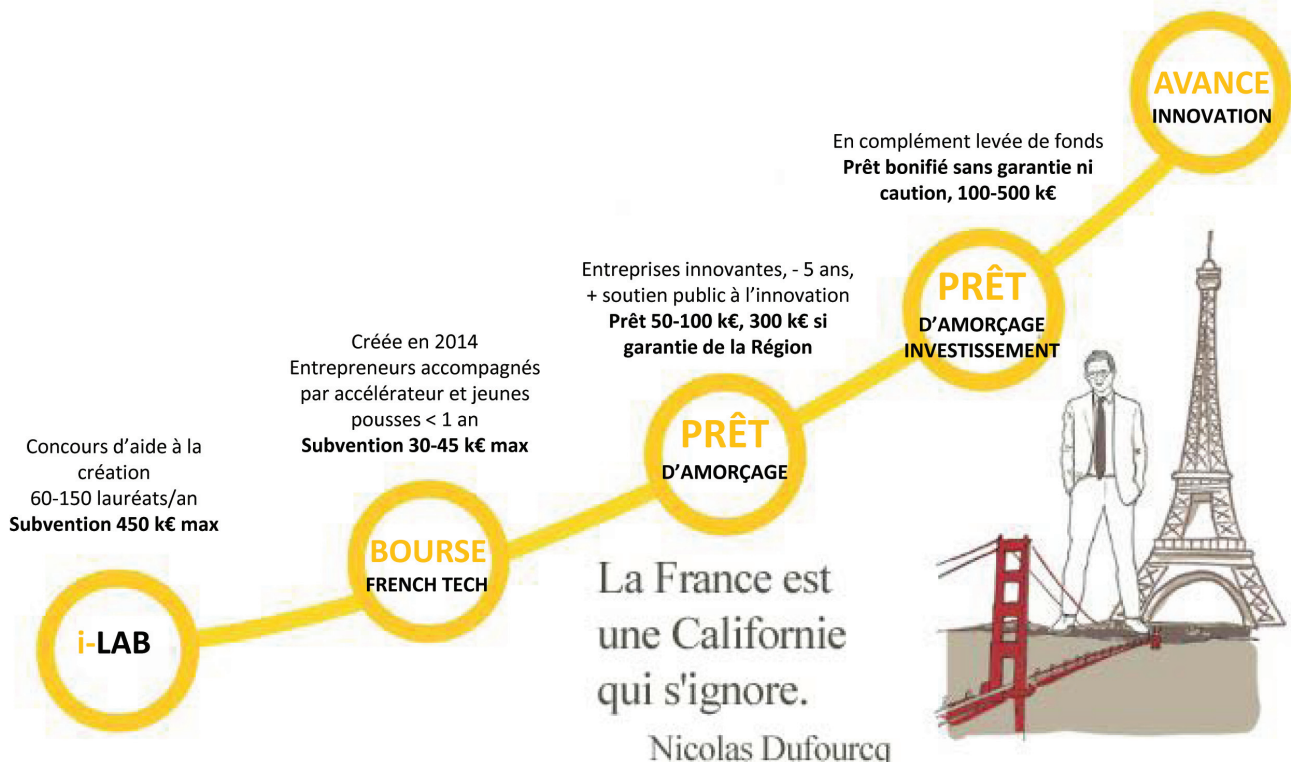 Concours d’aide à la
création
60-150 lauréats/an
Subvention 450 k€ max
i-LAB
Créée en 2014
Entrepreneurs accompagnés
par accélérateur et jeunes
pousses < 1 an
Subvention 30-45 k€ max
BOURSE
FRENCH TECH
Entreprises innovantes, - 5 ans,
+ soutien public à l’innovation
Prêt 50-100 k€, 300 k€ si
garantie de la Région
PRÊT
D’AMORÇAGE
En complément levée de fonds
Prêt bonifié sans garantie ni
caution, 100-500 k€
PRÊT
D’AMORÇAGE
INVESTISSEMENT
AVANCE
INNOVATION
La France est
une Californie
qui s'ignore.
Nicolas Dufourcq